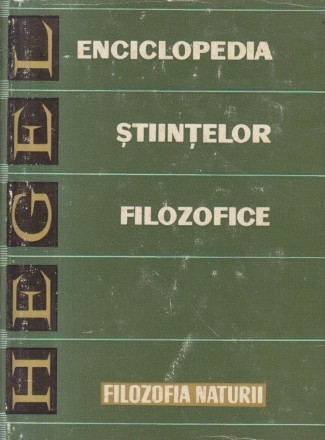 HEGEL
ENCICLOPEDIA
ȘTIINȚELOR
FILOZOFICE
FILOZOFIA NATURII